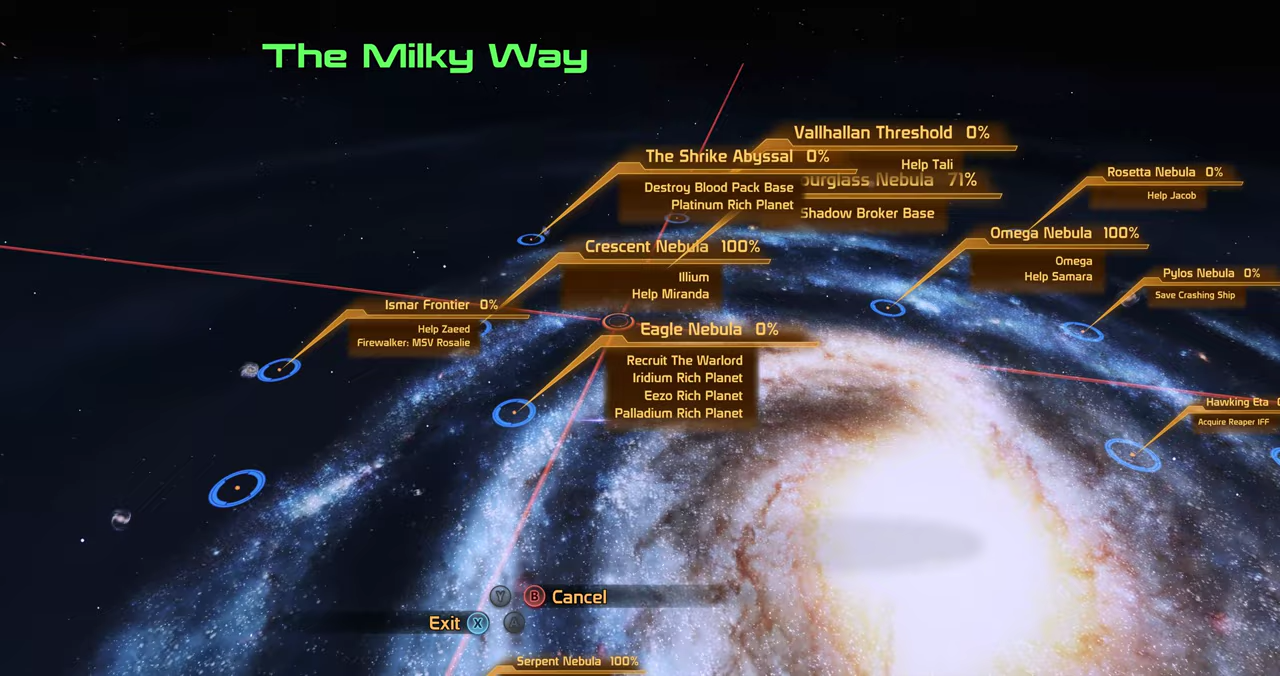 The Milky Way
Vallhallan Threshold 0%
Help Tali
The Shrike Abyssal 0%
Destroy Blood Pack Base
Platinum Rich Planet
Nebula 71%
Shadow Broker Base
Rosetta Nebula 0%
Help Jacob
Crescent Nebula 100%
Illium
Help Miranda
Omega Nebula 100%
Omega
Help Samara
Pylos Nebula 0%
Save Crashing Ship
Ismar Frontier 0%
Help Zaeed
Firewalker: MSV Rosalie
Eagle Nebula 0%
Recruit The Warlord
Iridium Rich Planet
Eezo Rich Planet
Palladium Rich Planet
Hawking Eta
Acquire Reaper IFF
Y B Cancel
Exit X A
Serpent Nebula 100%